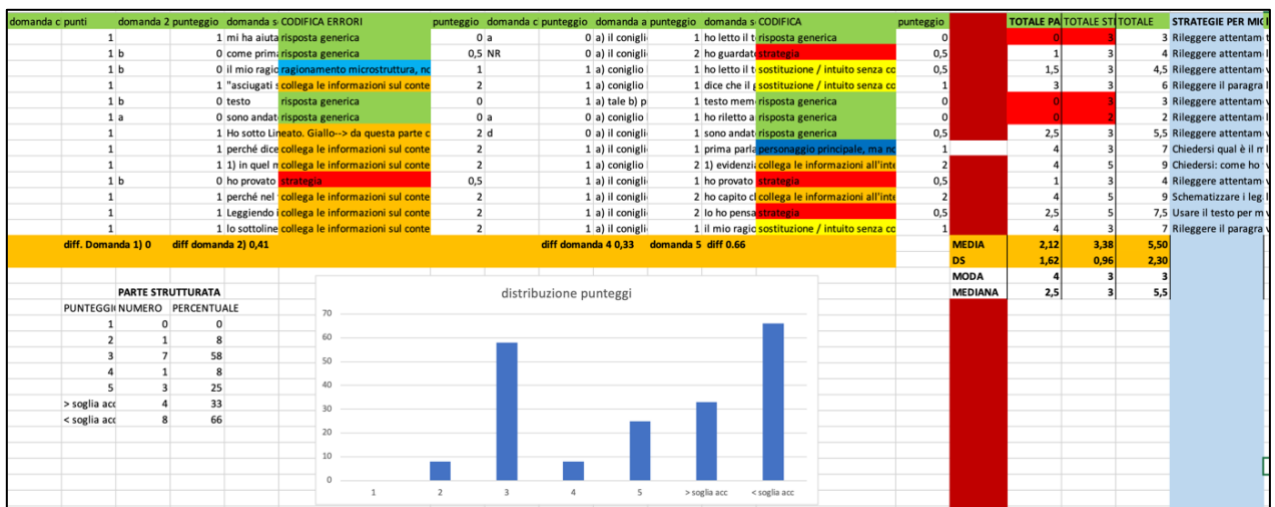 domanda c punti domanda 2 punteggio domanda s CODIFICA ERRORI punteggio domanda c punteggio domanda a punteggio domanda s CODIFICA punteggio TOTALE PA TOTALE STI TOTALE STRATEGIE PER MIG
1 1 mi ha aiuta risposta generica 0 a 0 a) il conigli 1 ho letto il t risposta generica 0 0 3 3 Rileggere attentam
1 b 0 come prim risposta generica 0,5 NR 0 a) il conigli 2 ho guardat strategia 0,5 1 3 4 Rileggere attentam
1 b 0 il mio ragio ragionamento microstruttura, no 1 1 a) coniglio 1 ho letto il t sostituzione / intuito senza co 0,5 1,5 3 4,5 Rileggere attentam
1 1 "asciugati s collega le informazioni sul conte 2 1 a) coniglio 1 dice che il g sostituzione / intuito senza co 1 3 3 6 Rileggere il paragra
1 b 0 testo risposta generica 0 1 a) tale b) p 1 testo mem risposta generica 0 0 3 3 Rileggere attentam
1 a 0 sono andat risposta generica 0 a 0 a) il conigli 1 ho riletto a risposta generica 0 0 2 2 Rileggere attentam
1 1 Ho sotto Lineato. Giallo--> da questa parte c 2 d 0 a) il conigli 1 sono andat risposta generica 0,5 2,5 3 5,5 Rileggere attentam
1 1 perché dice collega le informazioni sul conte 2 1 a) il conigli 1 prima parla personaggio principale, ma no 1 4 3 7 Chiedersi qual è il m
1 1 1) in quel m collega le informazioni sul conte 2 1 a) coniglio 2 1) evidenzi collega le informazioni all'inte 2 4 5 9 Chiedersi: come ho
1 b 0 ho provato strategia 0,5 1 a) il conigli 1 ho provato strategia 0,5 1 3 4 Rileggere attentam
1 1 perché nel collega le informazioni sul conte 2 1 a) il conigli 2 ho capito cl collega le informazioni all'inte 2 4 5 9 Schematizzare i leg
1 1 Leggendo i collega le informazioni sul conte 2 1 a) il conigli 2 Io ho pensa strategia 0,5 2,5 5 7,5 Usare il testo per m
1 1 Io sottoline collega le informazioni sul conte 2 1 a) il conigli 1 il mio ragio sostituzione / intuito senza co 1 4 3 7 Rileggere il paragra
diff. Domanda 1) 0 diff domanda 2) 0,41 diff domanda 4 0,33 domanda 5 diff 0.66 MEDIA 2,12 3,38 5,50
DS 1,62 0,96 2,30
MODA 4 3 3
MEDIANA 2,5 3 5,5
PARTE STRUTTURATA
PUNTEGGI NUMERO PERCENTUALE
1 0 0
2 1 8
3 7 58
4 1 8
5 3 25
> soglia acc 4 33
< soglia acc 8 66
distribuzione punteggi
70
60
50
40
30
20
10
0
1 2 3 4 5 > soglia acc < soglia acc